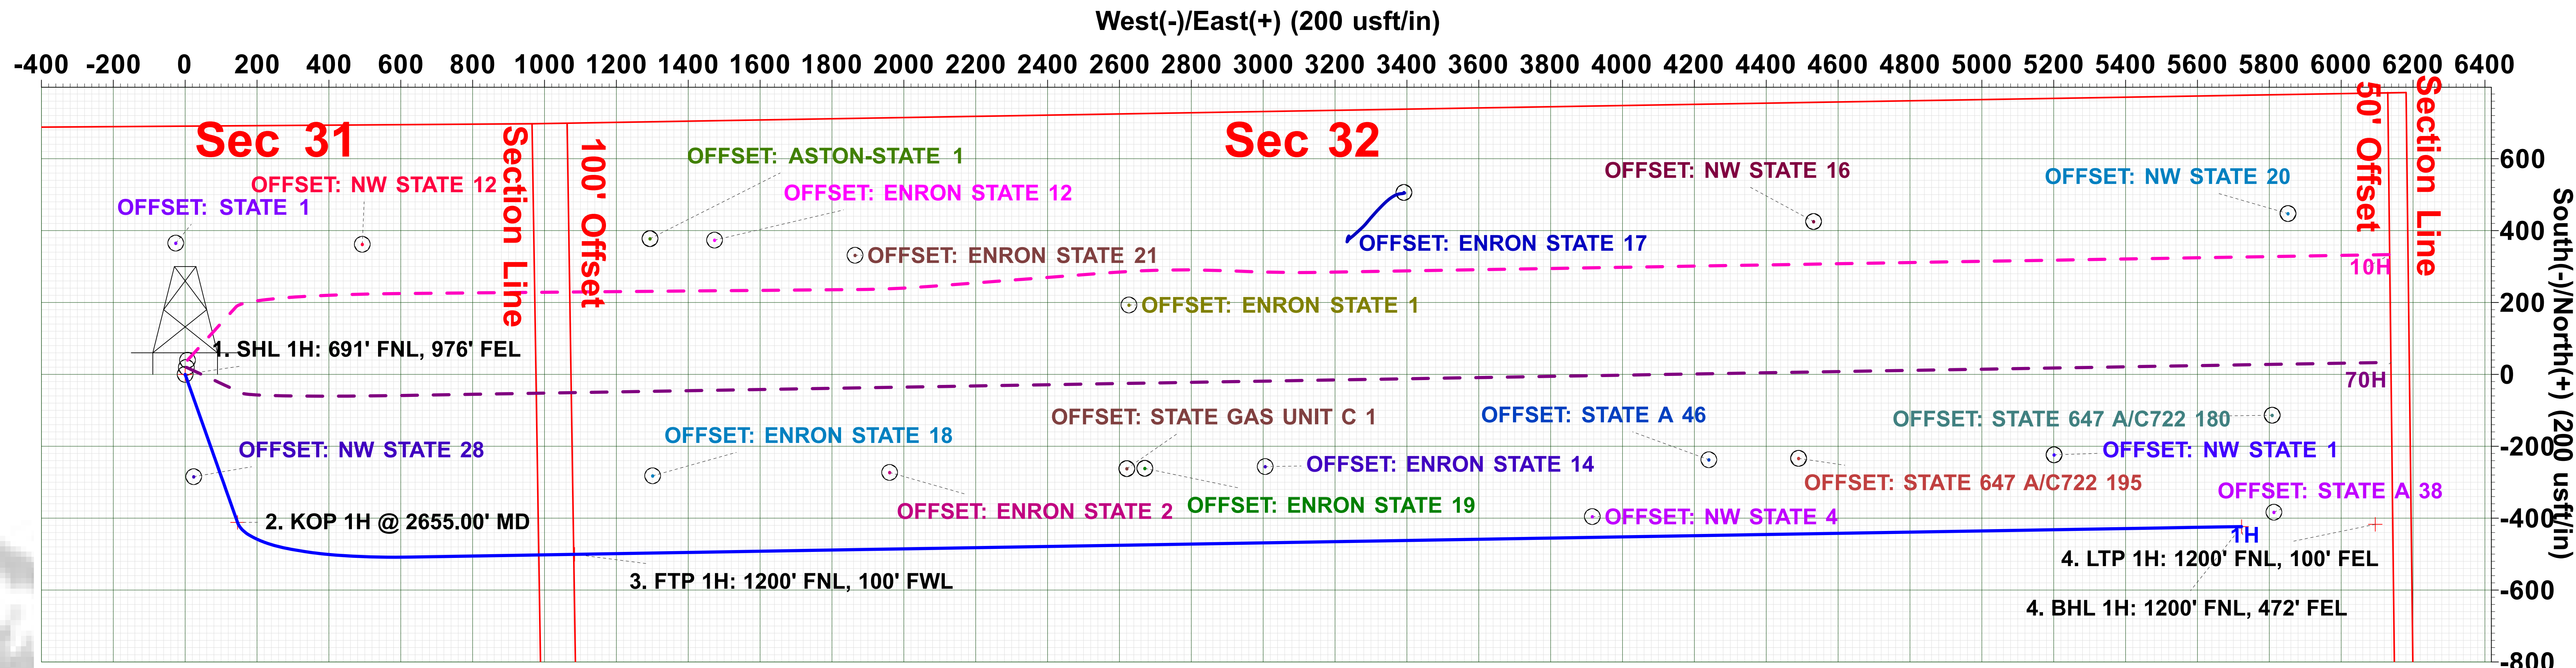 West(-)/East(+) (200 usft/in)
-400 -200 0 200 400 600 800 1000 1200 1400 1600 1800 2000 2200 2400 2600 2800 3000 3200 3400 3600 3800 4000 4200 4400 4600 4800 5000 5200 5400 5600 5800 6000 6200 6400
Sec 31
Sec 32
Section Line
100' Offset
50' Offset
Section Line
OFFSET: ASTON-STATE 1
OFFSET: NW STATE 12
OFFSET: ENRON STATE 12
OFFSET: STATE 1
OFFSET: NW STATE 16
OFFSET: NW STATE 20
OFFSET: ENRON STATE 17
OFFSET: ENRON STATE 21
10H
OFFSET: ENRON STATE 1
1. SHL 1H: 691' FNL, 976' FEL
70H
OFFSET: STATE GAS UNIT C 1
OFFSET: STATE A 46
OFFSET: STATE 647 A/C722 180
OFFSET: ENRON STATE 18
OFFSET: NW STATE 28
OFFSET: NW STATE 1
OFFSET: ENRON STATE 14
OFFSET: STATE 647 A/C722 195
OFFSET: STATE A 38
OFFSET: ENRON STATE 19
OFFSET: ENRON STATE 2
OFFSET: NW STATE 4
2. KOP 1H @ 2655.00' MD
1H
4. LTP 1H: 1200' FNL, 100' FEL
3. FTP 1H: 1200' FNL, 100' FWL
4. BHL 1H: 1200' FNL, 472' FEL
600
400
200
0
-200
-400
-600
-800
South(-)/North(+) (200 usft/in)